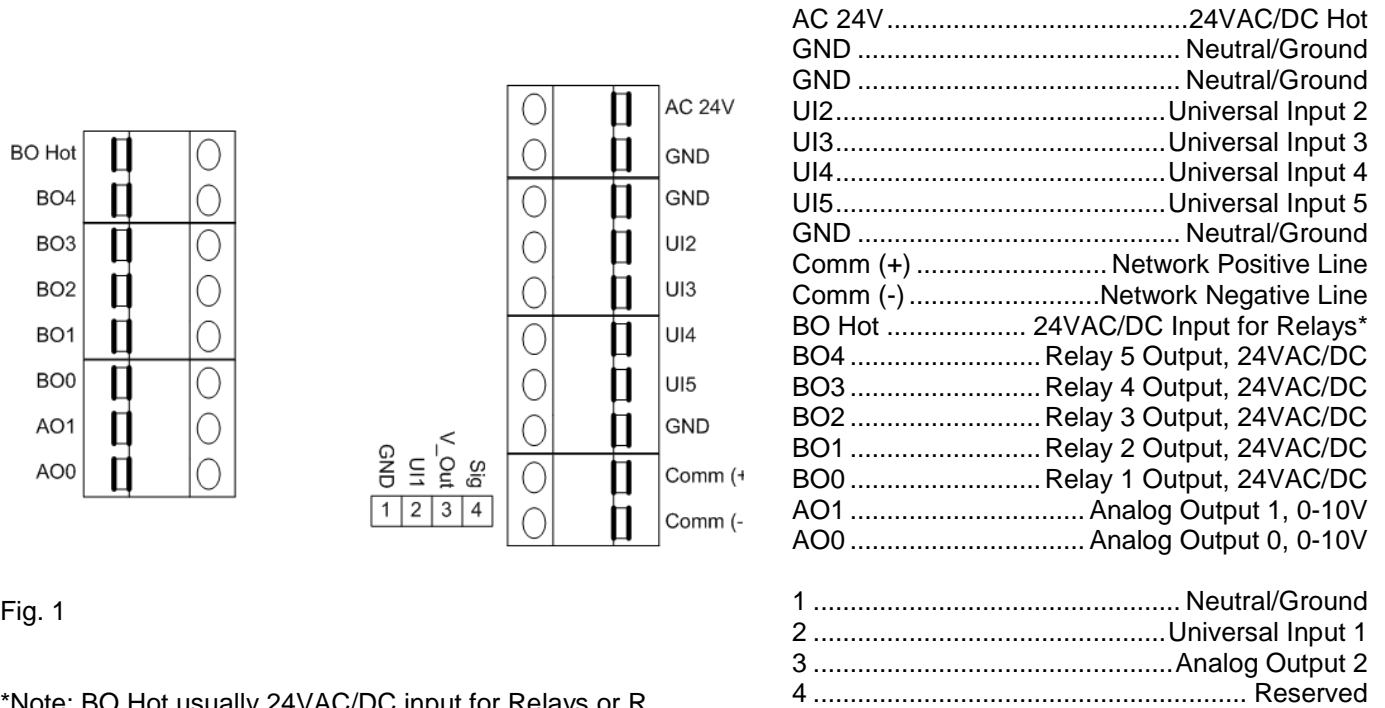 BO Hot
BO4
BO3
BO2
BO1
BO0
AO1
AO0
GND
UI1
V_Out
Sig
1 2 3 4
AC 24V
GND
GND
UI2
UI3
UI4
UI5
GND
Comm (+
Comm (-
Fig. 1
*Note: BO Hot usually 24VAC/DC input for Relays or R
AC 24V.........................................24VAC/DC Hot
GND ............................................ Neutral/Ground
GND ............................................ Neutral/Ground
UI2.............................................Universal Input 2
UI3.............................................Universal Input 3
UI4.............................................Universal Input 4
UI5.............................................Universal Input 5
GND ............................................ Neutral/Ground
Comm (+) .......................... Network Positive Line
Comm (-) ..........................Network Negative Line
BO Hot ................... 24VAC/DC Input for Relays*
BO4 .......................... Relay 5 Output, 24VAC/DC
BO3 .......................... Relay 4 Output, 24VAC/DC
BO2 .......................... Relay 3 Output, 24VAC/DC
BO1 .......................... Relay 2 Output, 24VAC/DC
BO0 .......................... Relay 1 Output, 24VAC/DC
AO1 ................................ Analog Output 1, 0-10V
AO0 ................................ Analog Output 0, 0-10V
1 .................................................. Neutral/Ground
2 ................................................Universal Input 1
3 .................................................Analog Output 2
4 ........................................................... Reserved